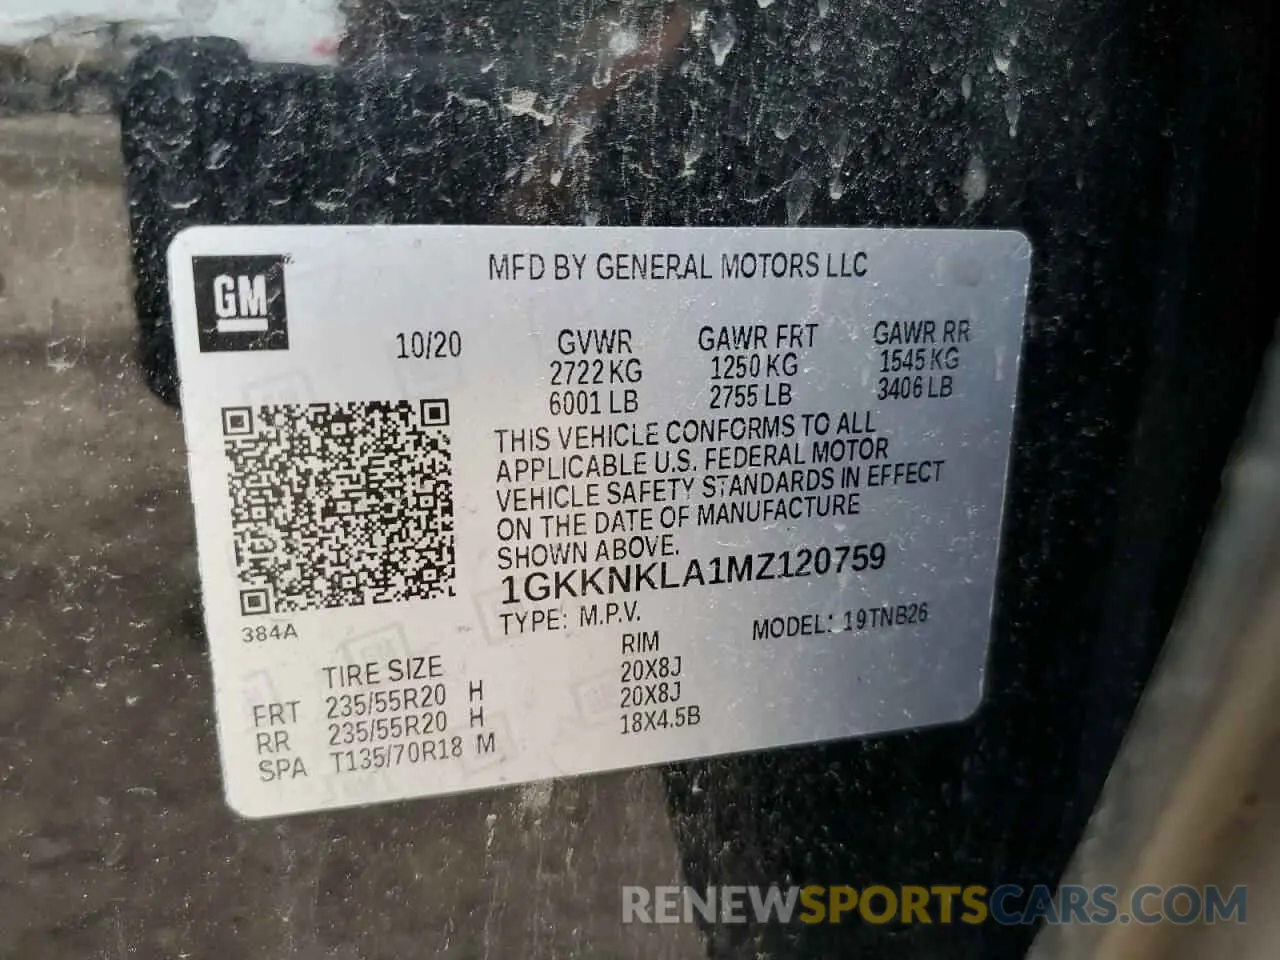 GM
MFD BY GENERAL MOTORS LLC
10/20 GVWR GAWR FRT GAWR RR
2722 KG 1250 KG 1545 KG
6001 LB 2755 LB 3406 LB
THIS VEHICLE CONFORMS TO ALL
APPLICABLE U.S. FEDERAL MOTOR
VEHICLE SAFETY STANDARDS IN EFFECT
ON THE DATE OF MANUFACTURE
SHOWN ABOVE.
1GKKNKLA1MZ120759
TYPE: M.P.V. MODEL: 19TNB26
384A
TIRE SIZE RIM
FRT 235/55R20 H 20X8J
RR 235/55R20 H 20X8J
SPA T135/70R18 M 18X4.5B
RENEWSPORTSCARS.COM